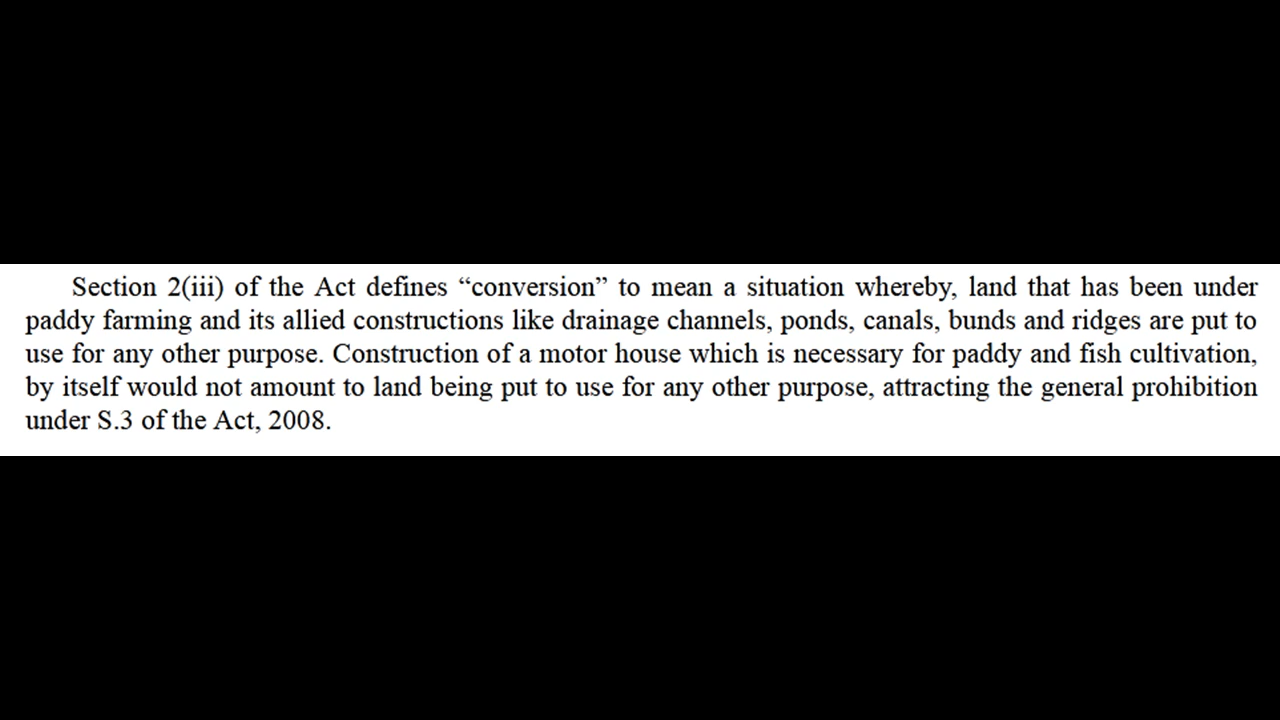 Section 2(iii) of the Act defines “conversion” to mean a situation whereby, land that has been under
paddy farming and its allied constructions like drainage channels, ponds, canals, bunds and ridges are put to
use for any other purpose. Construction of a motor house which is necessary for paddy and fish cultivation,
by itself would not amount to land being put to use for any other purpose, attracting the general prohibition
under S.3 of the Act, 2008.